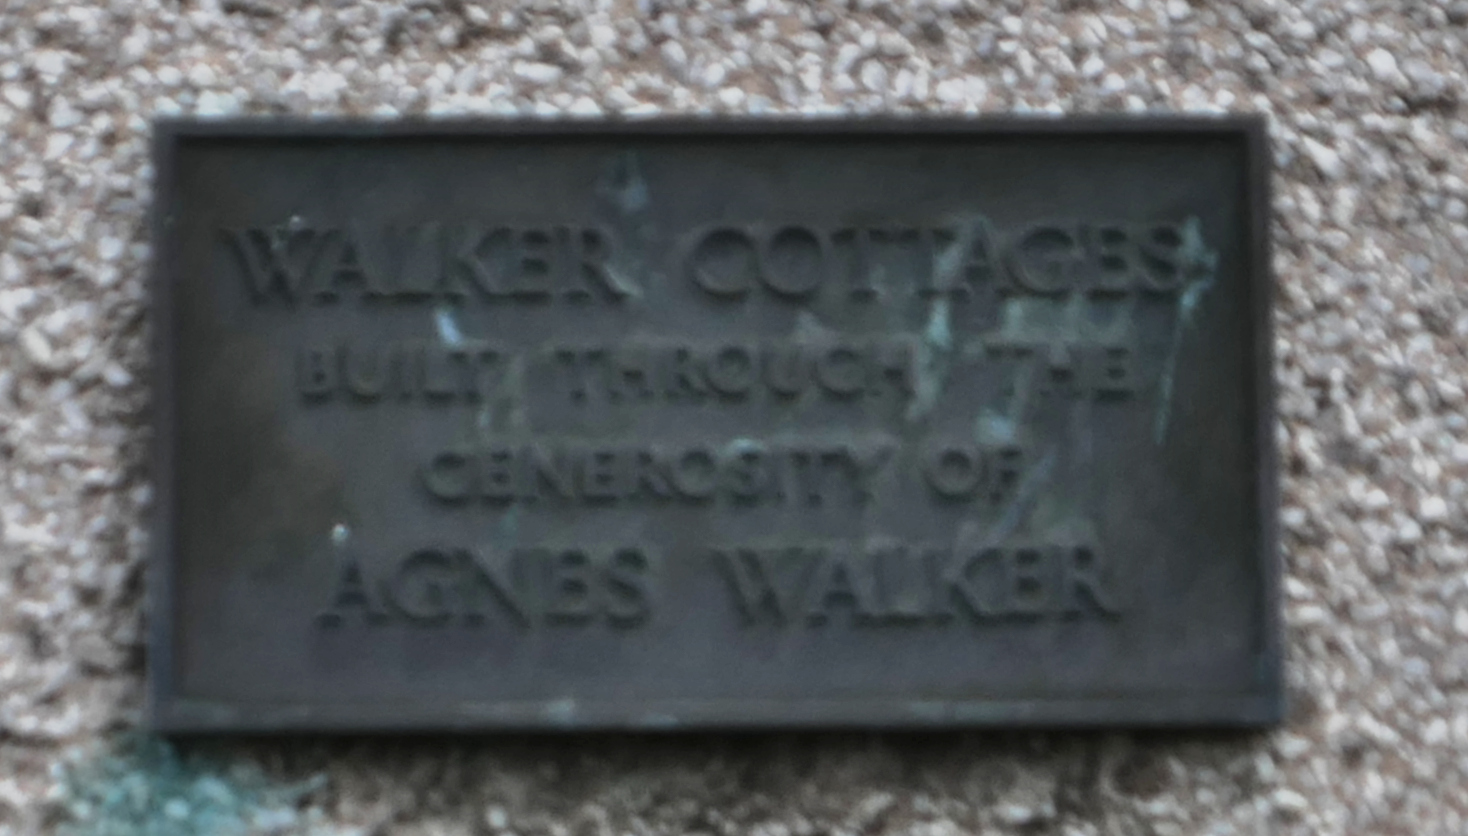 WALKER COTTAGES
BUILT THROUGH THE
GENEROSITY OF
AGNES WALKER